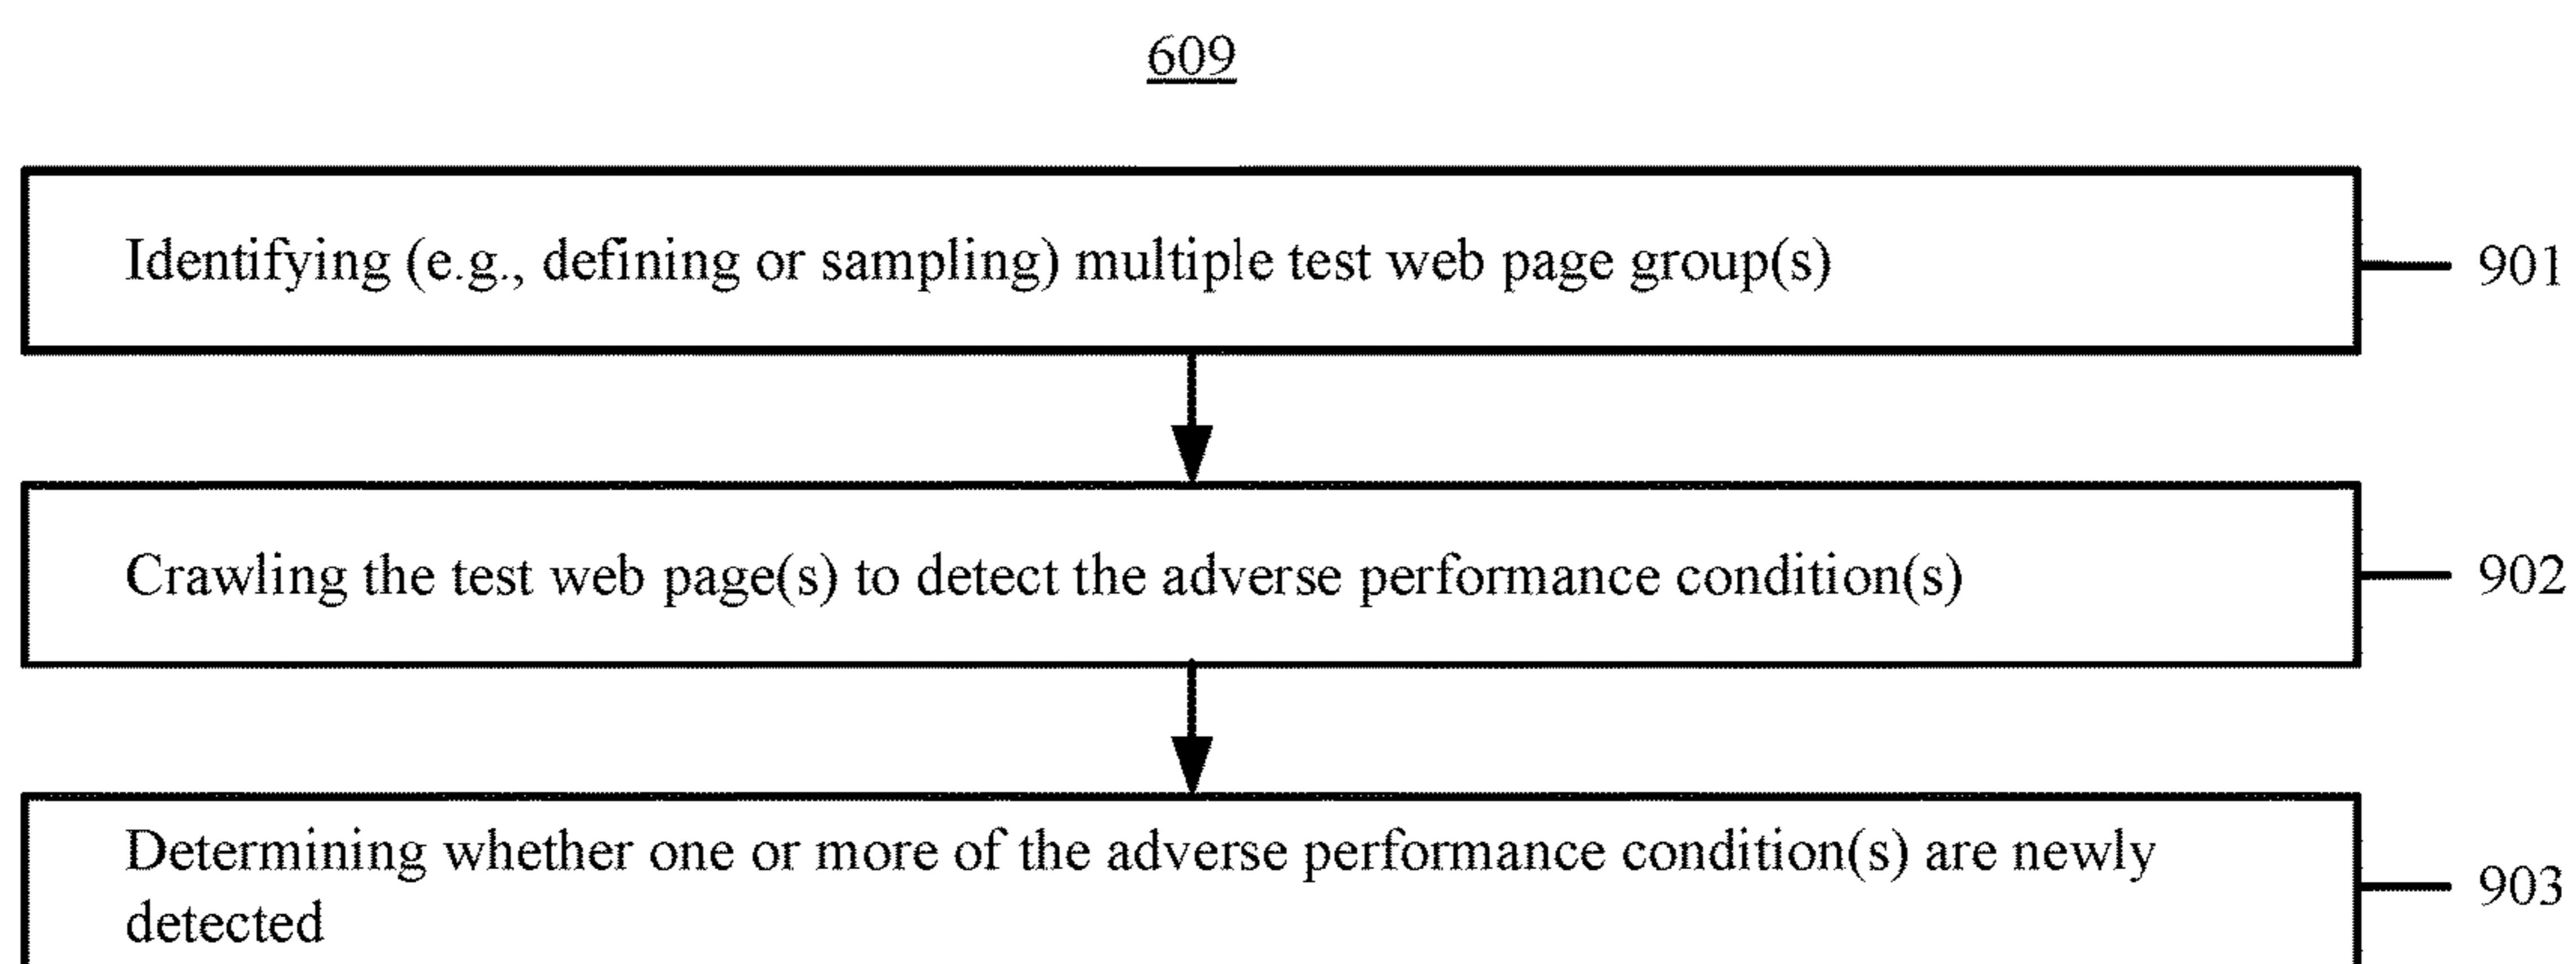 609
Identifying (e.g., defining or sampling) multiple test web page group(s)
901
Crawling the test web page(s) to detect the adverse performance condition(s)
902
Determining whether one or more of the adverse performance condition(s) are newly
detected
903